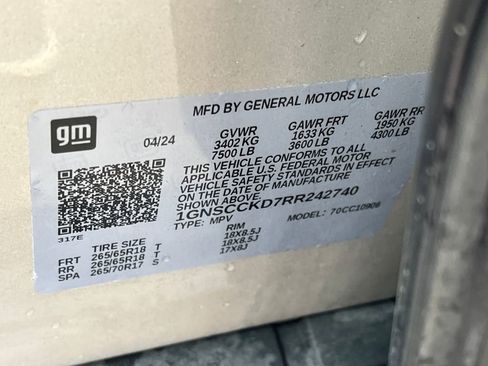 MFD BY GENERAL MOTORS LLC
gm
04/24 GVWR GAWR FRT GAWR RR
3402 KG 1633 KG 1950 KG
7500 LB 3600 LB 4300 LB
THIS VEHICLE CONFORMS TO ALL
APPLICABLE U.S. FEDERAL MOTOR
VEHICLE SAFETY STANDARDS IN EFFECT
ON THE DATE OF MANUFACTURE
1GNSCCKD7RR242740
TYPE: MPV MODEL: 70CC10906
317E
TIRE SIZE RIM
FRT 265/65R18 T 18X8.5J
RR 265/65R18 T 18X8.5J
SPA 265/70R17 S 17X8J